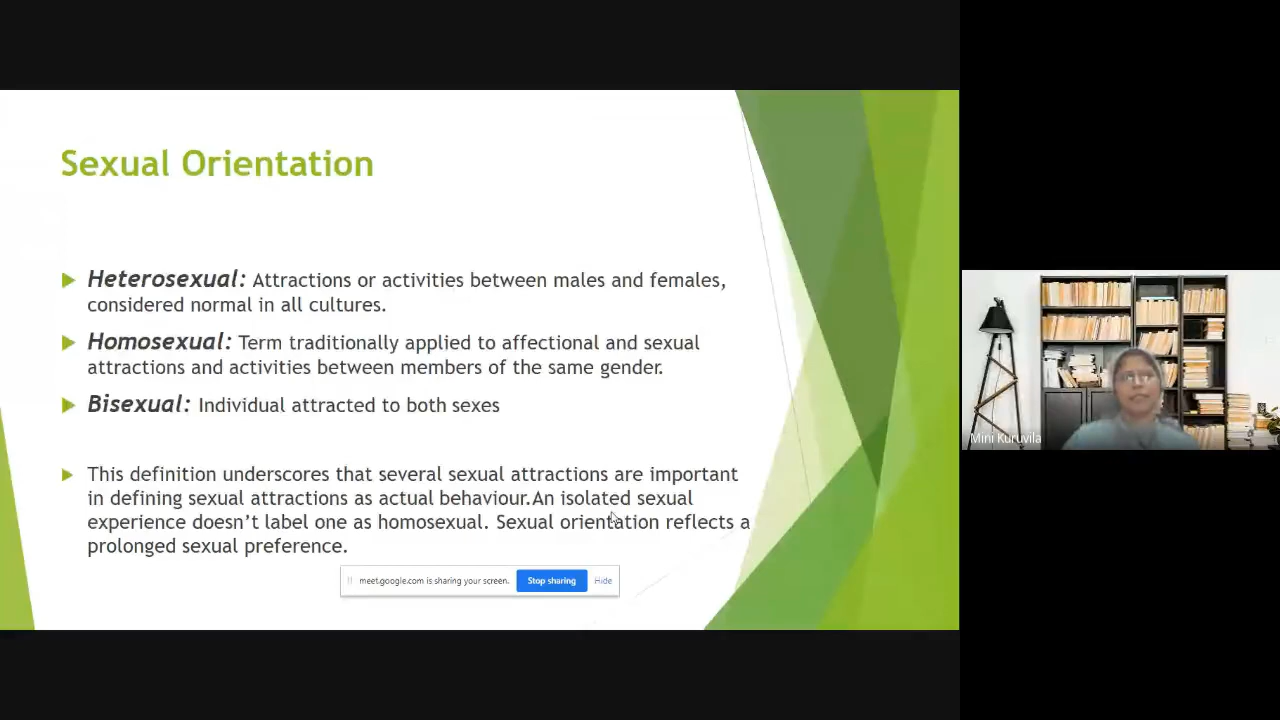 Sexual Orientation
Heterosexual: Attractions or activities between males and females,
considered normal in all cultures.
Homosexual: Term traditionally applied to affectional and sexual
attractions and activities between members of the same gender.
Bisexual: Individual attracted to both sexes
This definition underscores that several sexual attractions are important
in defining sexual attractions as actual behaviour.An isolated sexual
experience doesn't label one as homosexual. Sexual orientation reflects a
prolonged sexual preference.
meet.google.com is sharing your screen. Stop sharing Hide
Mini Kuruvila